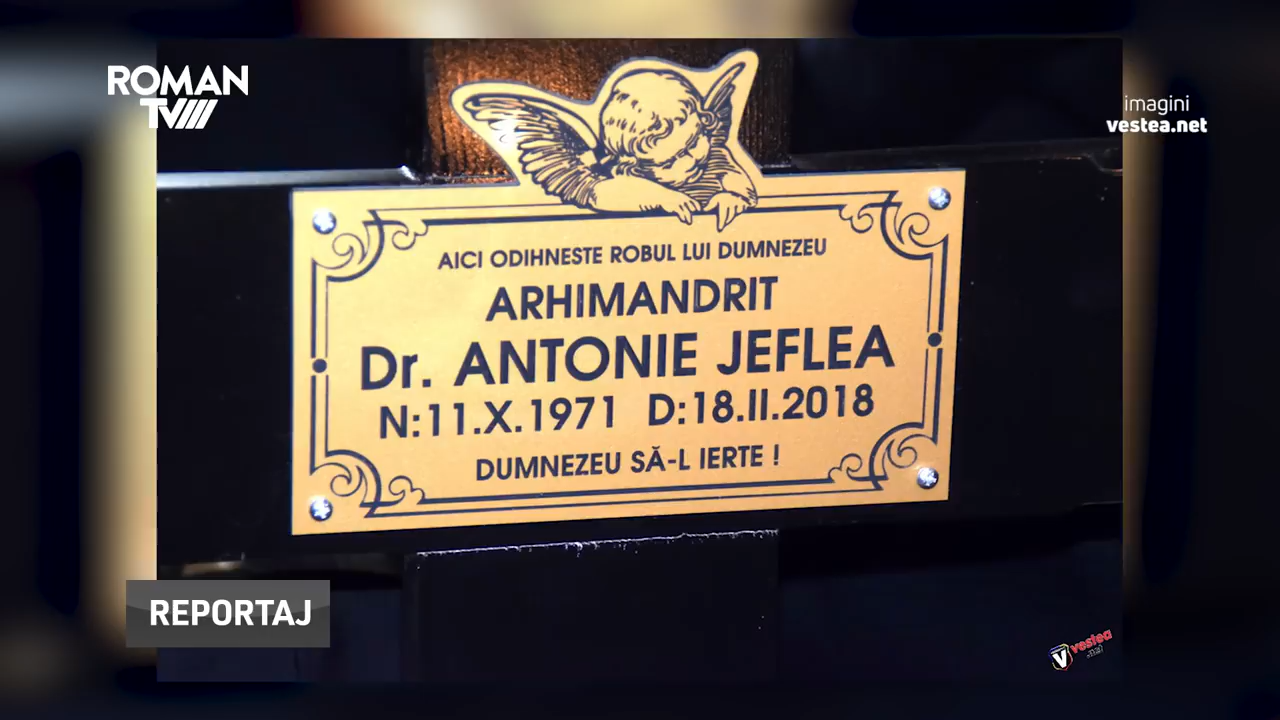 ROMAN
TV
imagini
vestea.net
AICI ODIHNESTE ROBUL LUI DUMNEZEU
ARHIMANDRIT
Dr. ANTONIE JEFLEA
N:11.X.1971 D:18.II.2018
DUMNEZEU SĂ-L IERTE !
REPORTAJ
V vestea
.net